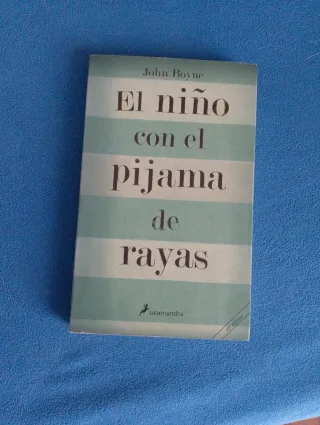 John Boyne
El niño
con el
pijama
de
rayas
salamandra